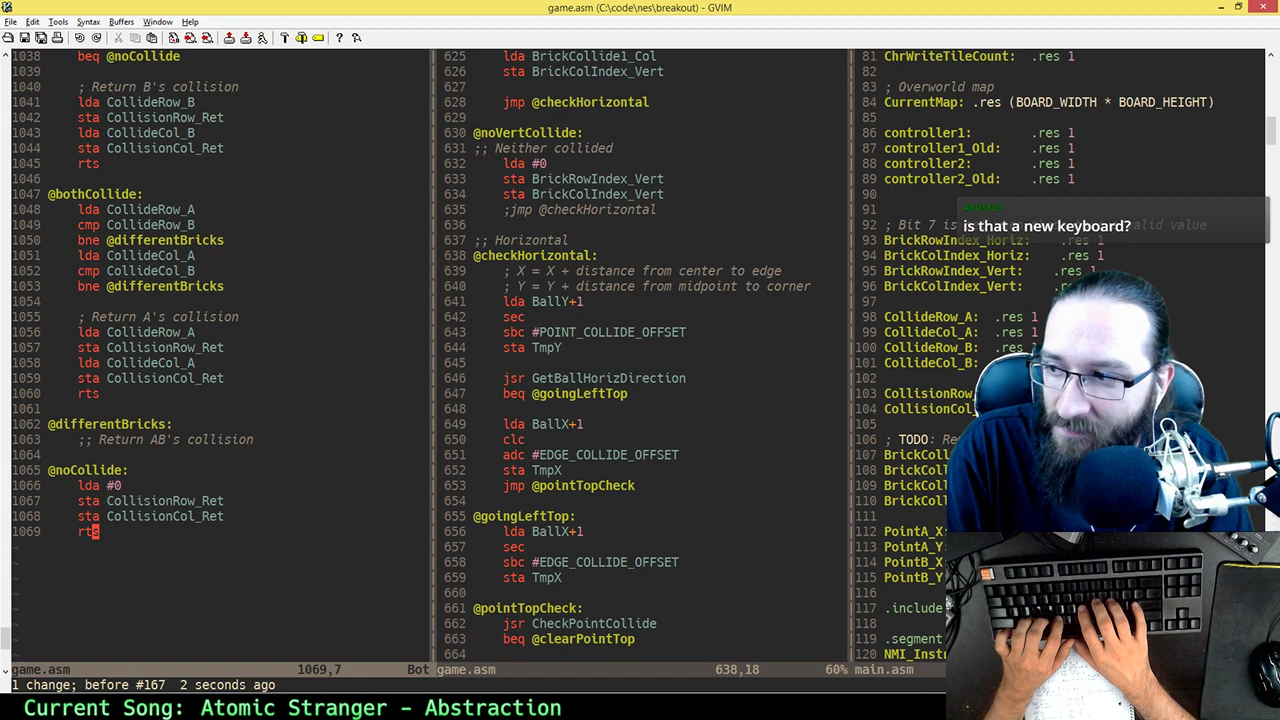 game.asm (C:\code\nes\breakout) - GVIM
File Edit Tools Syntax Buffers Window Help
1038 beq @noCollide
1039
1040 ; Return B's collision
1041 lda CollideRow_B
1042 sta CollisionRow_Ret
1043 lda CollideCol_B
1044 sta CollisionCol_Ret
1045 rts
1046
1047 @bothCollide:
1048 lda CollideRow_A
1049 cmp CollideRow_B
1050 bne @differentBricks
1051 lda CollideCol_A
1052 cmp CollideCol_B
1053 bne @differentBricks
1054
1055 ; Return A's collision
1056 lda CollideRow_A
1057 sta CollisionRow_Ret
1058 lda CollideCol_A
1059 sta CollisionCol_Ret
1060 rts
1061
1062 @differentBricks:
1063 ;; Return AB's collision
1064
1065 @noCollide:
1066 lda #0
1067 sta CollisionRow_Ret
1068 sta CollisionCol_Ret
1069 rts
game.asm 1069,7 Bot
1 change; before #167 2 seconds ago
625 lda BrickCollide1_Col
626 sta BrickColIndex_Vert
627
628 jmp @checkHorizontal
629
630 @noVertCollide:
631 ;; Neither collided
632 lda #0
633 sta BrickRowIndex_Vert
634 sta BrickColIndex_Vert
635 ;jmp @checkHorizontal
636
637 ;; Horizontal
638 @checkHorizontal:
639 ; X = X + distance from center to edge
640 ; Y = Y + distance from midpoint to corner
641 lda BallY+1
642 sec
643 sbc #POINT_COLLIDE_OFFSET
644 sta TmpY
645
646 jsr GetBallHorizDirection
647 beq @goingLeftTop
648
649 lda BallX+1
650 clc
651 adc #EDGE_COLLIDE_OFFSET
652 sta TmpX
653 jmp @pointTopCheck
654
655 @goingLeftTop:
656 lda BallX+1
657 sec
658 sbc #EDGE_COLLIDE_OFFSET
659 sta TmpX
660
661 @pointTopCheck:
662 jsr CheckPointCollide
663 beq @clearPointTop
664
game.asm 638,18 60%
81 ChrWriteTileCount: .res 1
82
83 ; Overworld map
84 CurrentMap: .res (BOARD_WIDTH * BOARD_HEIGHT)
85
86 controller1: .res 1
87 controller1_Old: .res 1
88 controller2: .res 1
89 controller2_Old: .res 1
90
91
is that a new keyboard?
92 ; Bit 7 is valid value
93 BrickRowIndex_Horiz: .res 1
94 BrickColIndex_Horiz: .res 1
95 BrickRowIndex_Vert: .res 1
96 BrickColIndex_Vert:
97
98 CollideRow_A: .res 1
99 CollideCol_A: .res 1
100 CollideRow_B: .res 1
101 CollideCol_B:
102
103 CollisionRow
104 CollisionCol
105
106 ; TODO: Re
107 BrickColl
108 BrickColl
109 BrickColl
110 BrickColl
111
112 PointA_X:
113 PointA_Y:
114 PointB_X:
115 PointB_Y
116
117 .include
118
119 .segment
120 NMI_Instr
main.asm
Current Song: Atomic Stranger - Abstraction